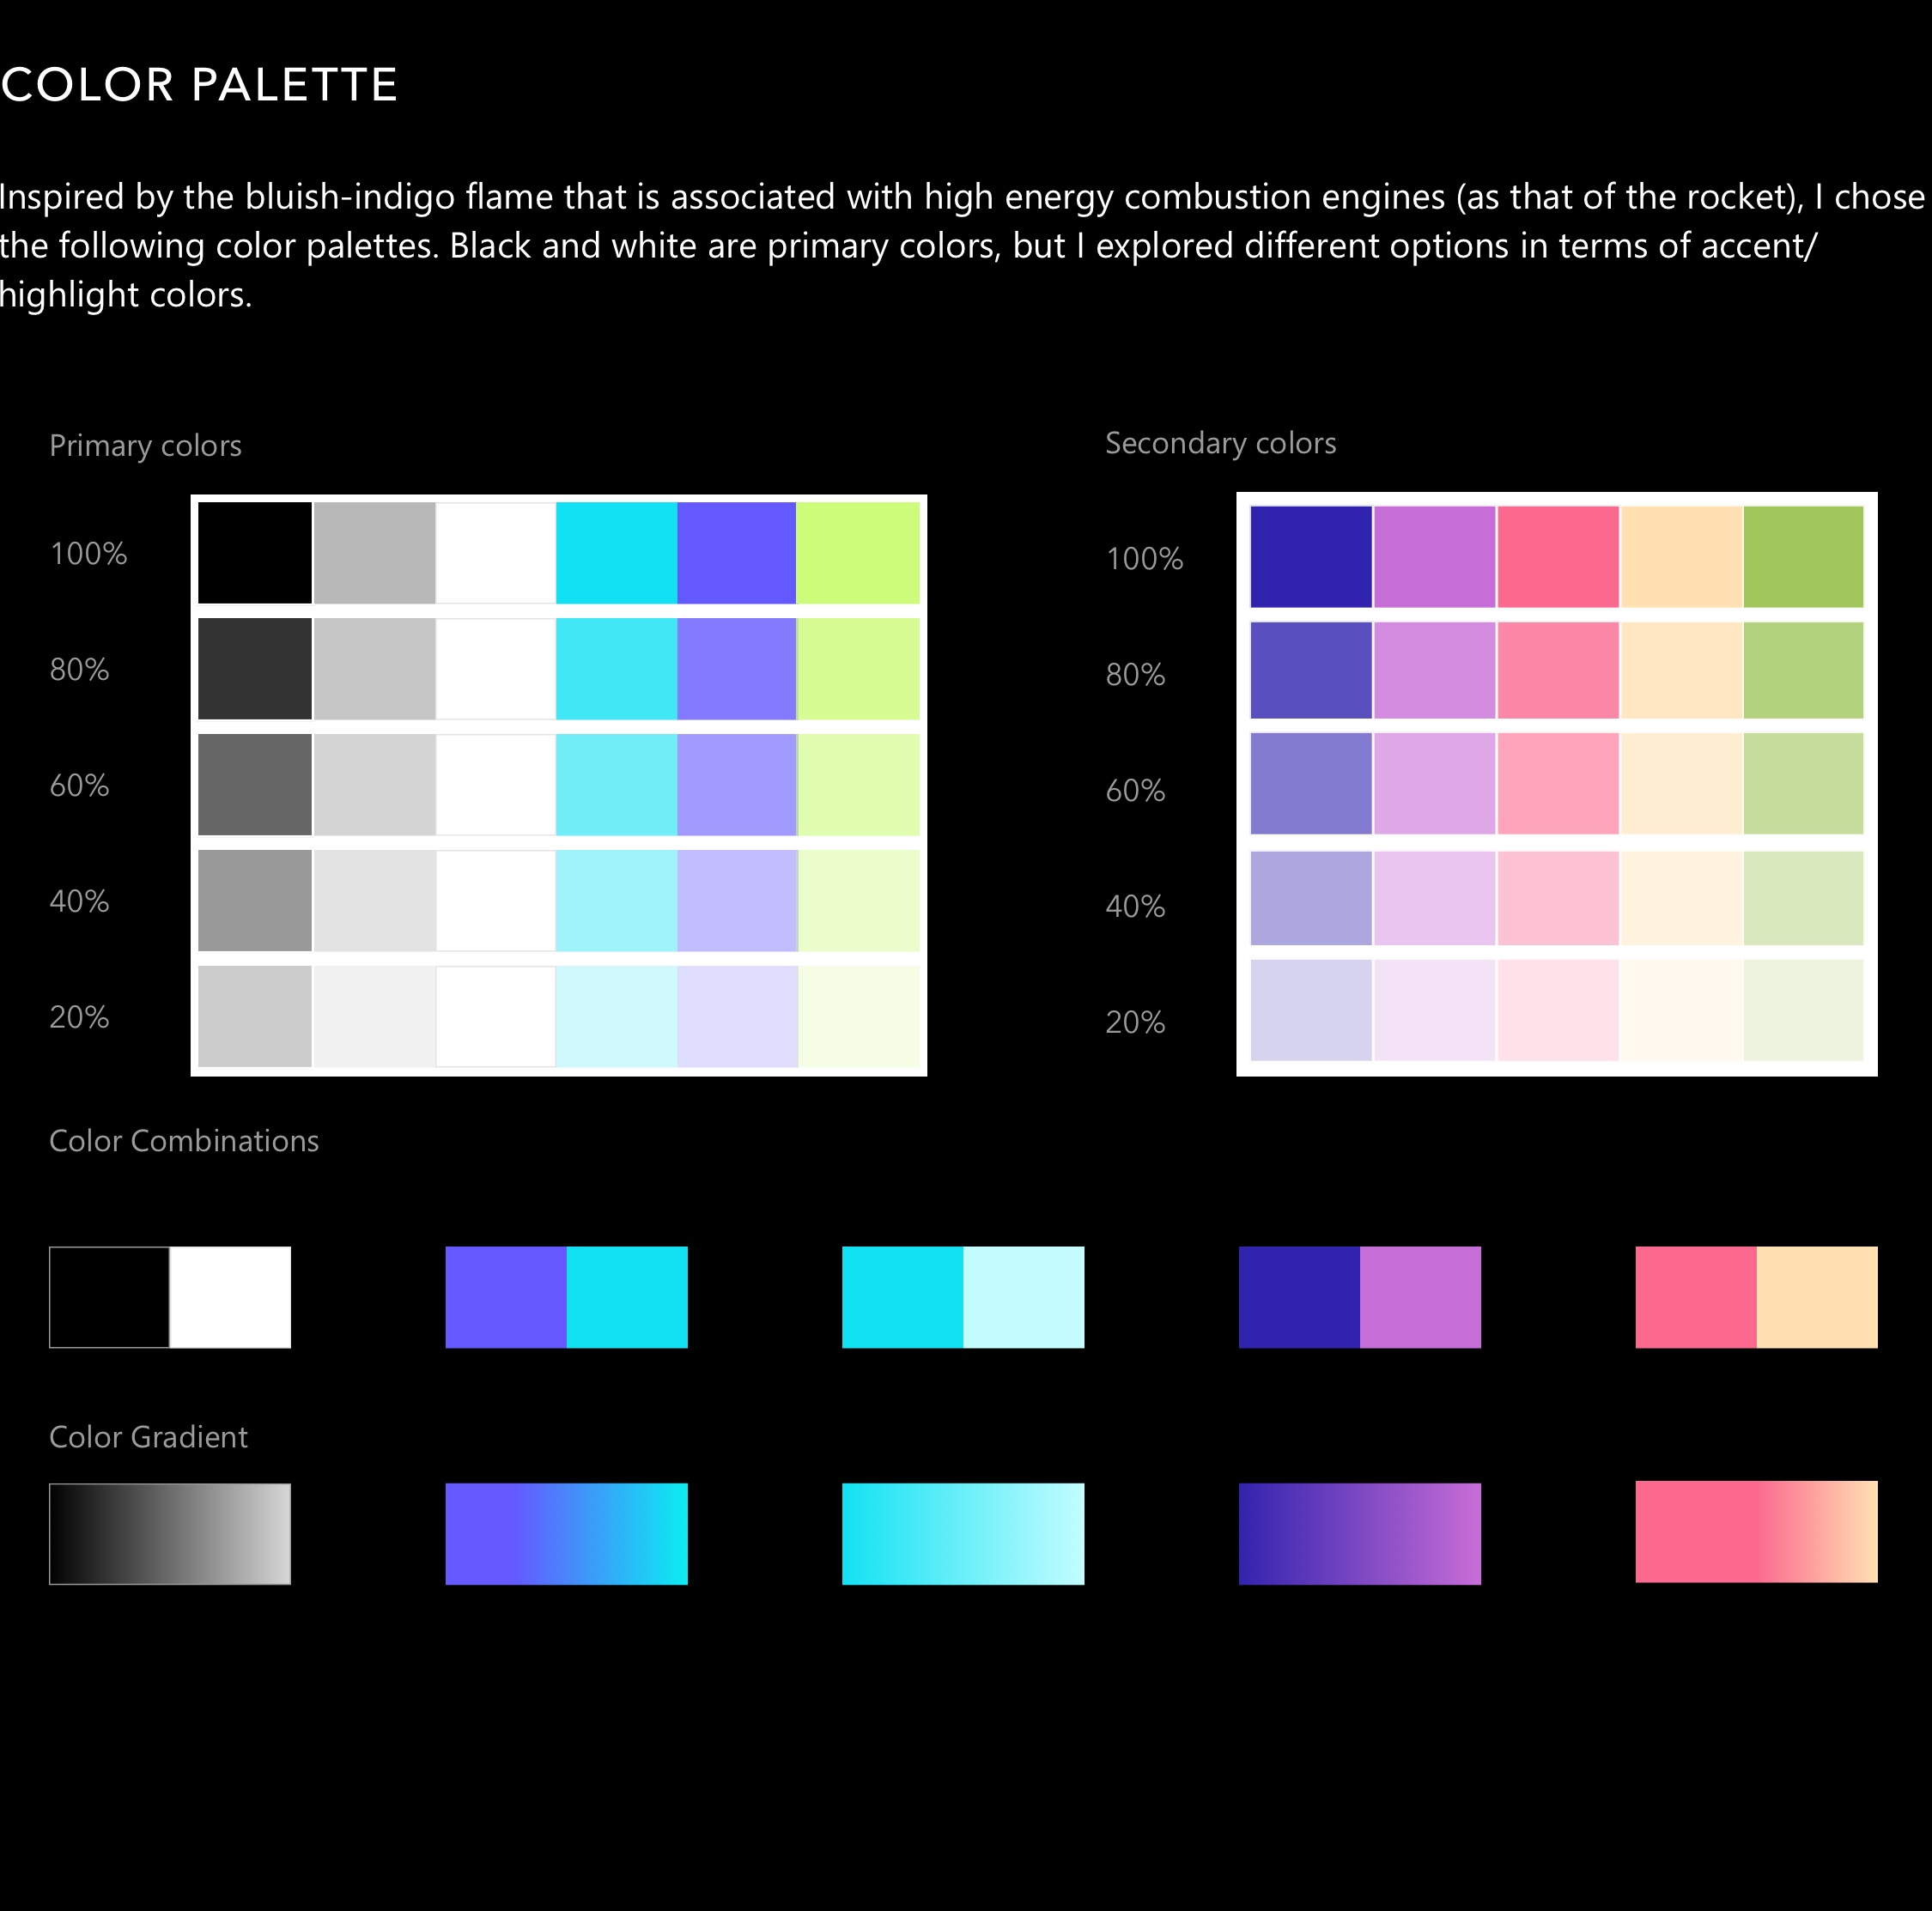 COLOR PALETTE
Inspired by the bluish-indigo flame that is associated with high energy combustion engines (as that of the rocket), I chose
the following color palettes. Black and white are primary colors, but I explored different options in terms of accent/
highlight colors.
Primary colors
100%
80%
60%
40%
20%
Secondary colors
100%
80%
60%
40%
20%
Color Combinations
Color Gradient